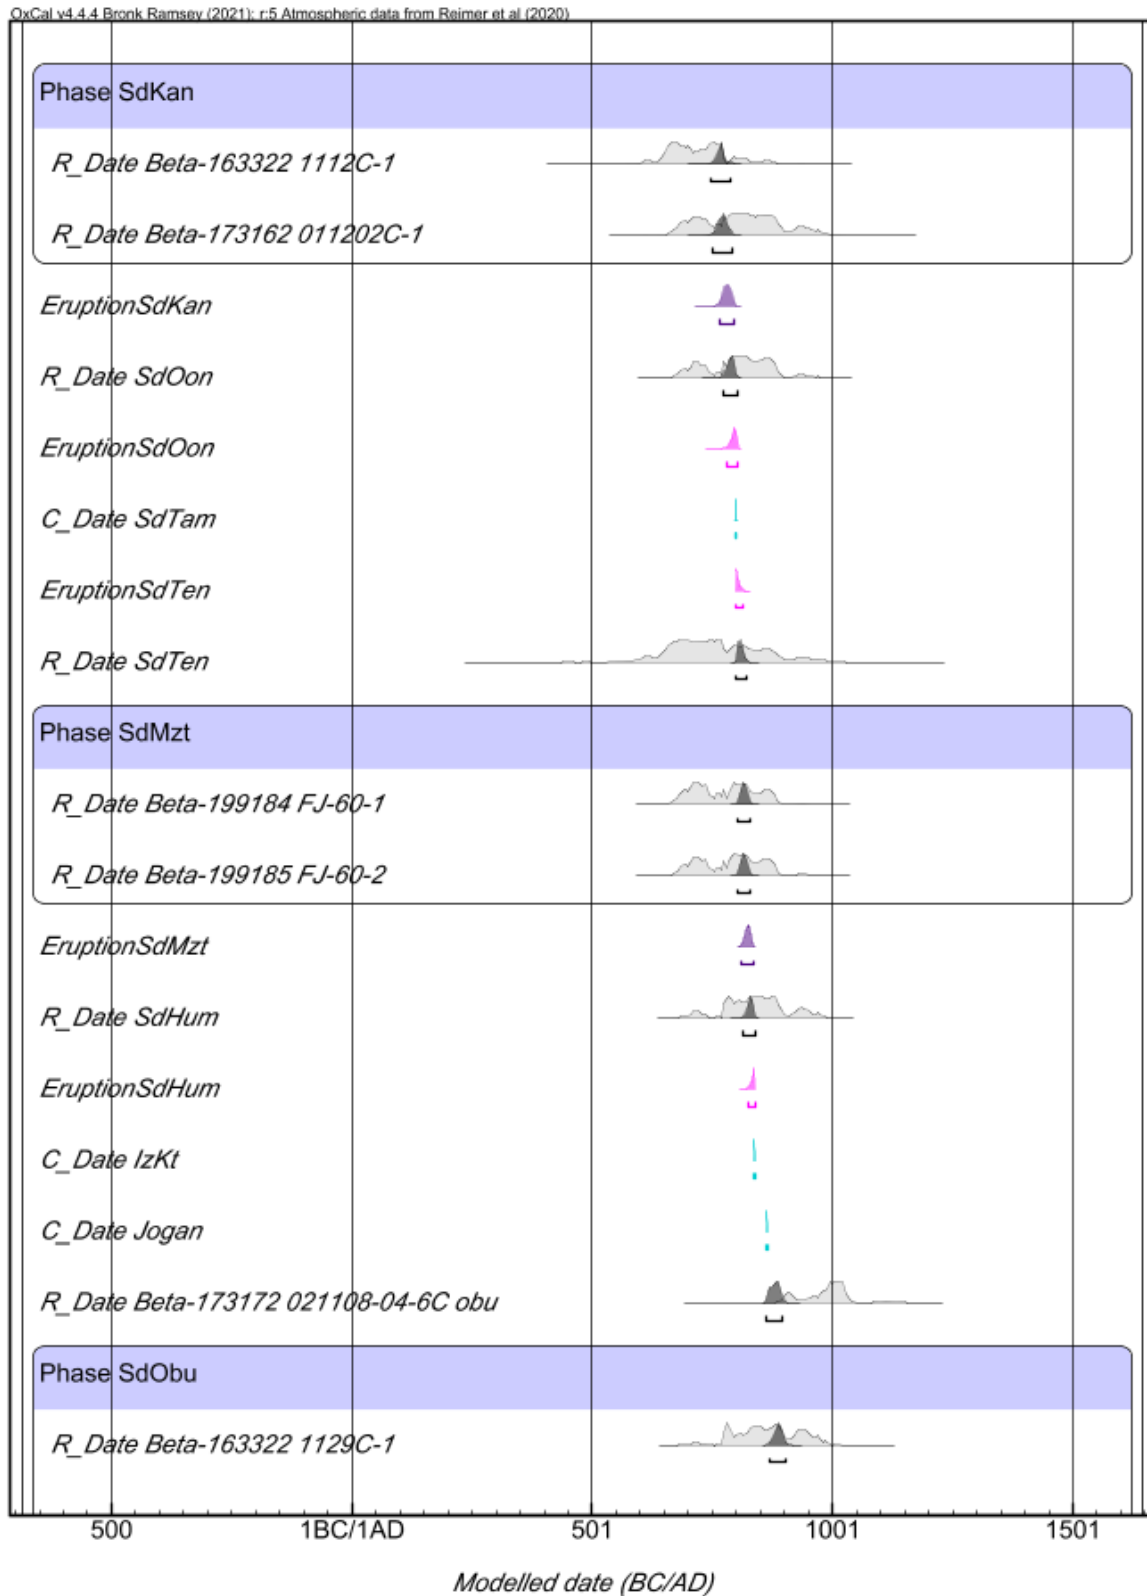 OxCal v4.4.4 Bronk Ramsey (2021); r:5 Atmospheric data from Reimer et al (2020)
Phase SdKan
R_Date Beta-163322 1112C-1
R_Date Beta-173162 011202C-1
EruptionSdKan
R_Date SdOon
EruptionSdOon
C_Date SdTam
EruptionSdTen
R_Date SdTen
Phase SdMzt
R_Date Beta-199184 FJ-60-1
R_Date Beta-199185 FJ-60-2
EruptionSdMzt
R_Date SdHum
EruptionSdHum
C_Date IzKt
C_Date Jogan
R_Date Beta-173172 021108-04-6C obu
Phase SdObu
R_Date Beta-163322 1129C-1
500 1BC/1AD 501 1001 1501
Modelled date (BC/AD)